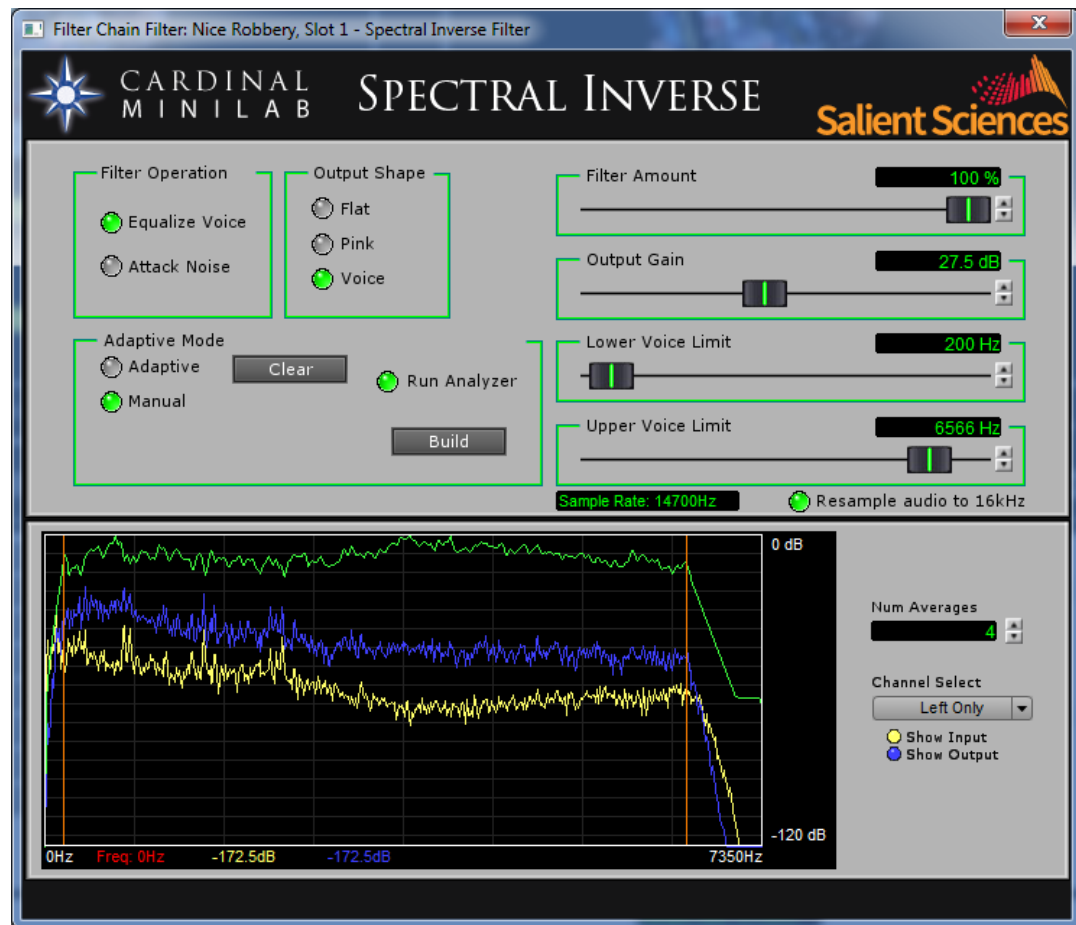 Filter Chain Filter: Nice Robbery, Slot 1 - Spectral Inverse Filter
x
CARDINAL
MINILAB
SPECTRAL INVERSE
Salient Sciences
Filter Operation
Equalize Voice
Attack Noise
Output Shape
Flat
Pink
Voice
Filter Amount
100 %
Output Gain
27.5 dB
Adaptive Mode
Adaptive
Clear
Manual
Run Analyzer
Build
Lower Voice Limit
200 Hz
Upper Voice Limit
6566 Hz
Sample Rate: 14700Hz
Resample audio to 16kHz
0 dB
-120 dB
0Hz
Freq: 0Hz
-172.5dB
-172.5dB
7350Hz
Num Averages
4
Channel Select
Left Only
Show Input
Show Output